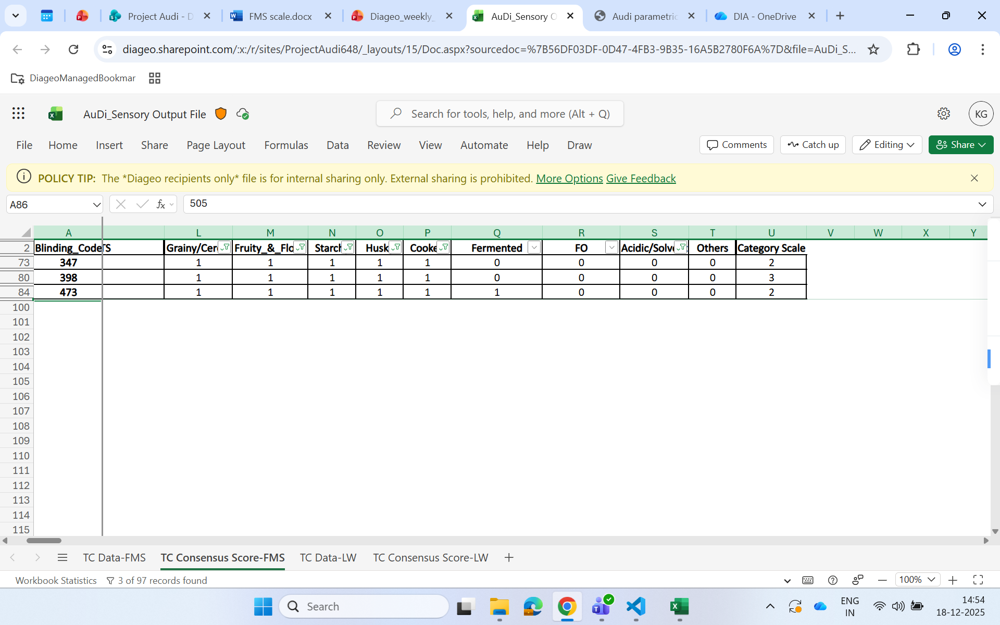 Project Audi - D
FMS scale.docx
Diageo_weekly_
AuDi_Sensory O
Audi parametric
DIA - OneDrive
diageo.sharepoint.com/:x:/r/sites/ProjectAudi648/_layouts/15/Doc.aspx?sourcedoc=%7B56DF03DF-0D47-4FB3-9B35-16A5B2780F6A%7D&file=AuDi_S...
DiageoManagedBookmar
AuDi_Sensory Output File
Search for tools, help, and more (Alt + Q)
KG
File Home Insert Share Page Layout Formulas Data Review View Automate Help Draw
Comments Catch up Editing Share
POLICY TIP: The *Diageo recipients only* file is for internal sharing only. External sharing is prohibited. More Options Give Feedback
A86 fx 505
A L M N O P Q R S T U V W X Y
2 Blinding_Code TS Grainy/Cer Fruity_&_Flo Starch Husk Cooke Fermented FO Acidic/Solve Others Category Scale
73 347 1 1 1 1 1 0 0 0 0 2
80 398 1 1 1 1 1 0 0 0 0 3
84 473 1 1 1 1 1 1 0 0 0 2
100
101
102
103
104
105
106
107
108
109
110
111
112
113
114
115
TC Data-FMS TC Consensus Score-FMS TC Data-LW TC Consensus Score-LW
Workbook Statistics 3 of 97 records found 100%
Search
ENG
IN
14:54
18-12-2025